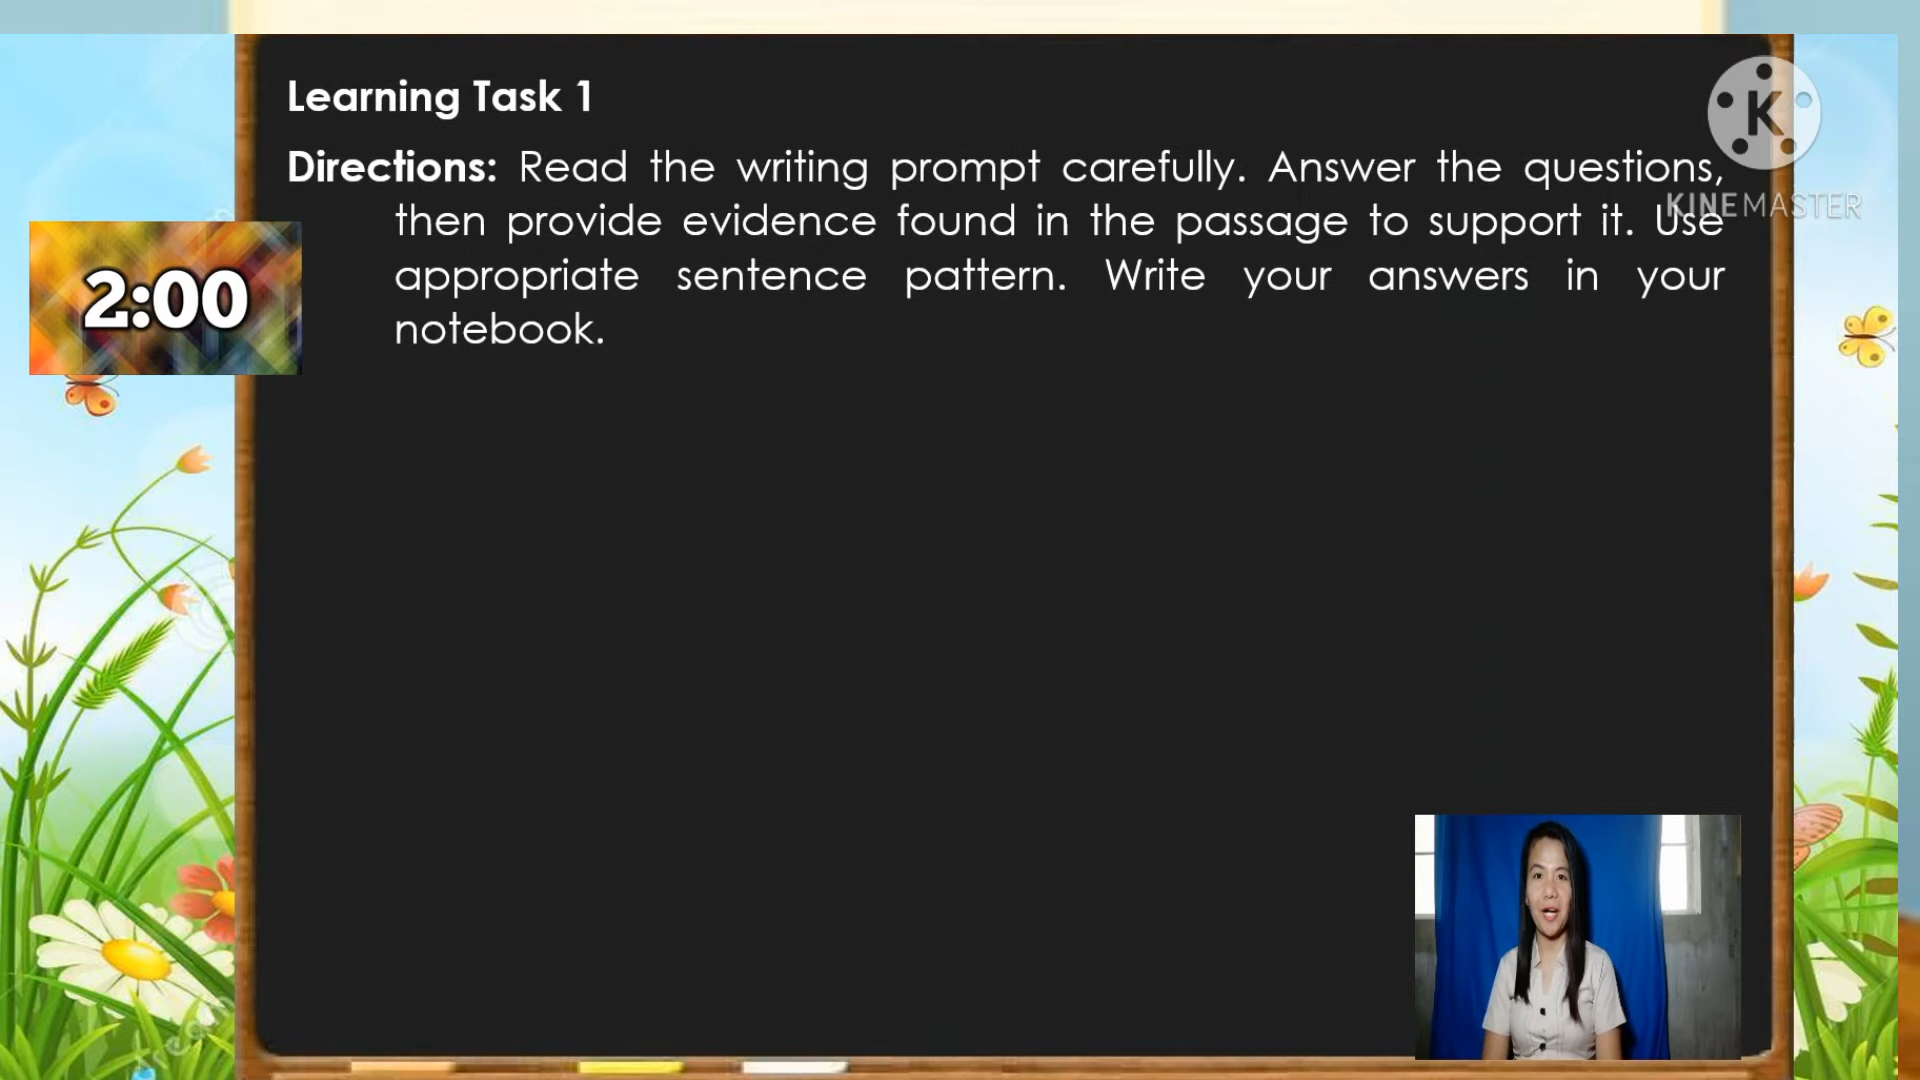 Learning Task 1
Directions: Read the writing prompt carefully. Answer the questions,
then provide evidence found in the passage to support it. Use
appropriate sentence pattern. Write your answers in your
notebook.
2:00
K
KINEMASTER